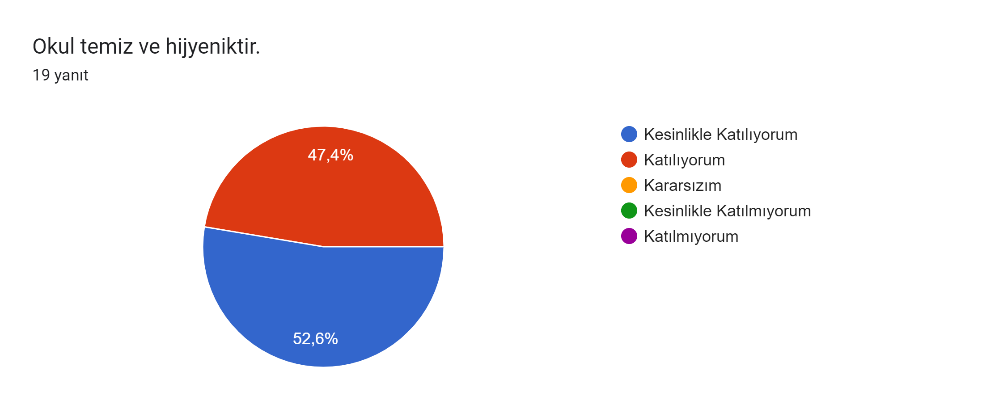 Okul temiz ve hijyeniktir.
19 yanıt
47,4%
52,6%
Kesinlikle Katılıyorum
Katılıyorum
Kararsızım
Kesinlikle Katılmıyorum
Katılmıyorum